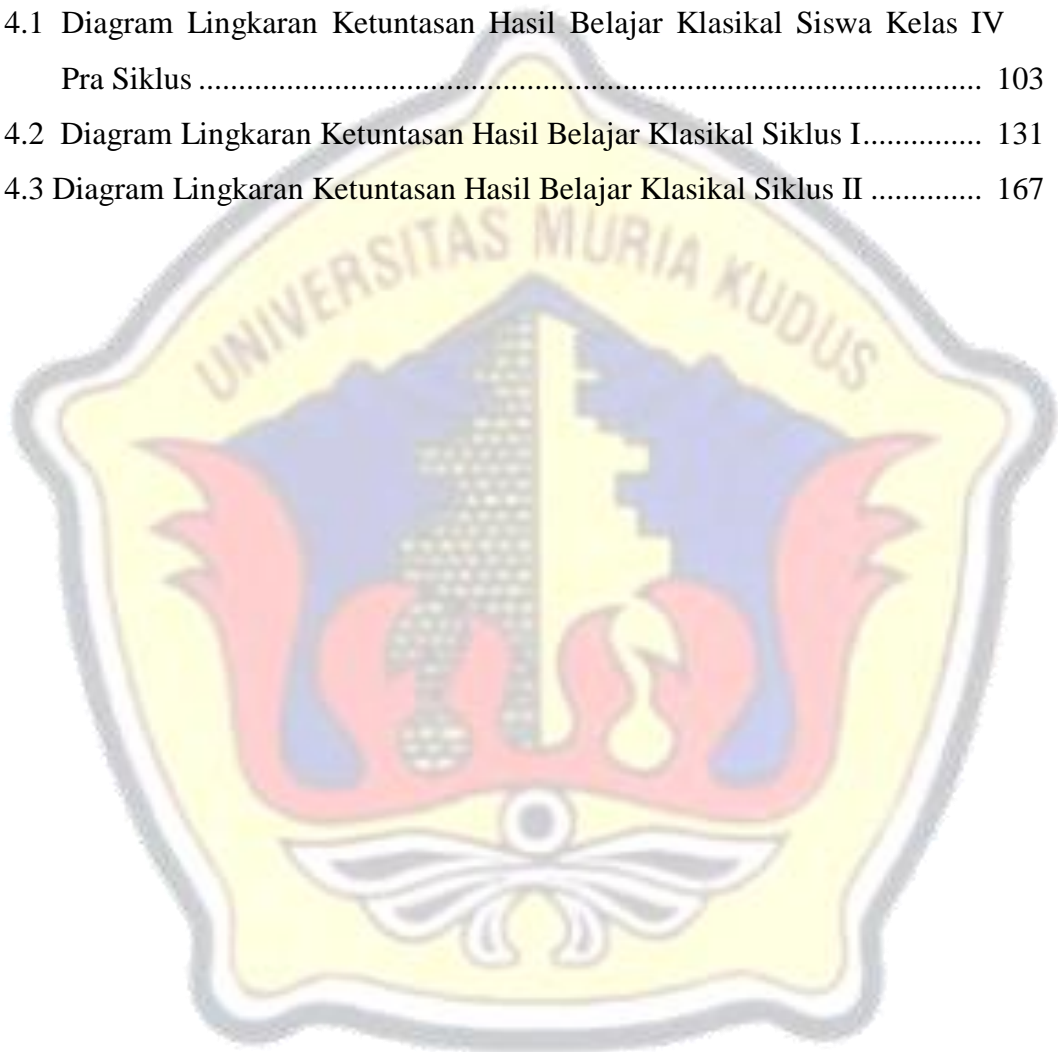 4.1 Diagram Lingkaran Ketuntasan Hasil Belajar Klasikal Siswa Kelas IV
Pra Siklus ........................................................................................... 103
4.2 Diagram Lingkaran Ketuntasan Hasil Belajar Klasikal Siklus I............... 131
4.3 Diagram Lingkaran Ketuntasan Hasil Belajar Klasikal Siklus II .............. 167
UNIVERSITAS MURIA KUDUS